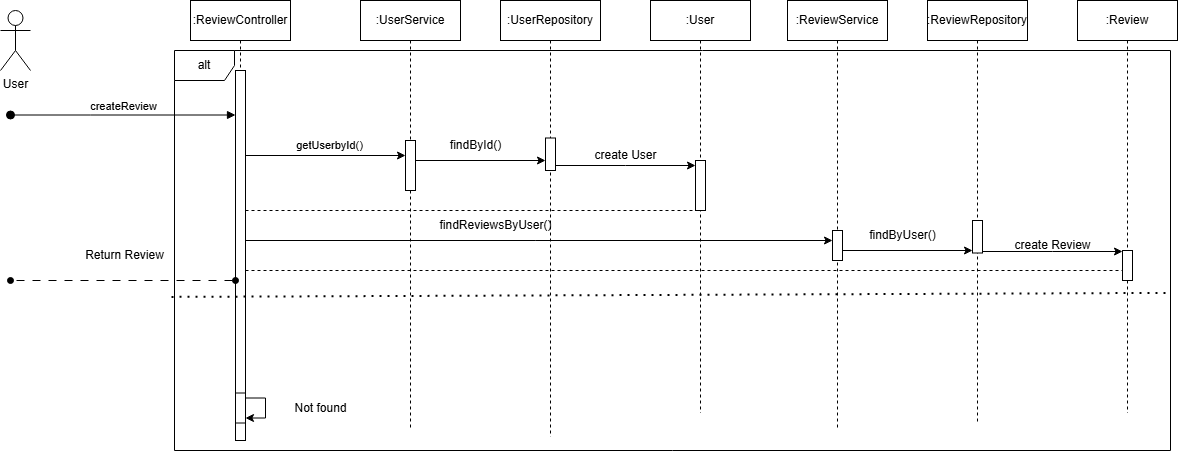 :ReviewController
:UserService
:UserRepository
:User
:ReviewService
:ReviewRepository
:Review
User
alt
createReview
getUserbyId()
findById()
create User
findReviewsByUser()
findByUser()
create Review
Return Review
Not found